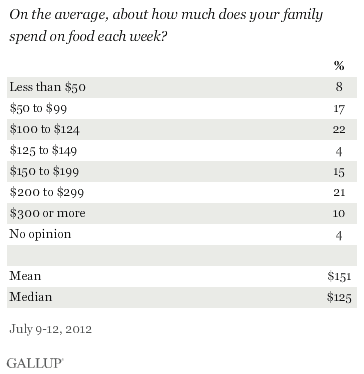 On the average, about how much does your family
spend on food each week?
%
Less than $50 8
$50 to $99 17
$100 to $124 22
$125 to $149 4
$150 to $199 15
$200 to $299 21
$300 or more 10
No opinion 4
Mean $151
Median $125
July 9-12, 2012
GALLUP®